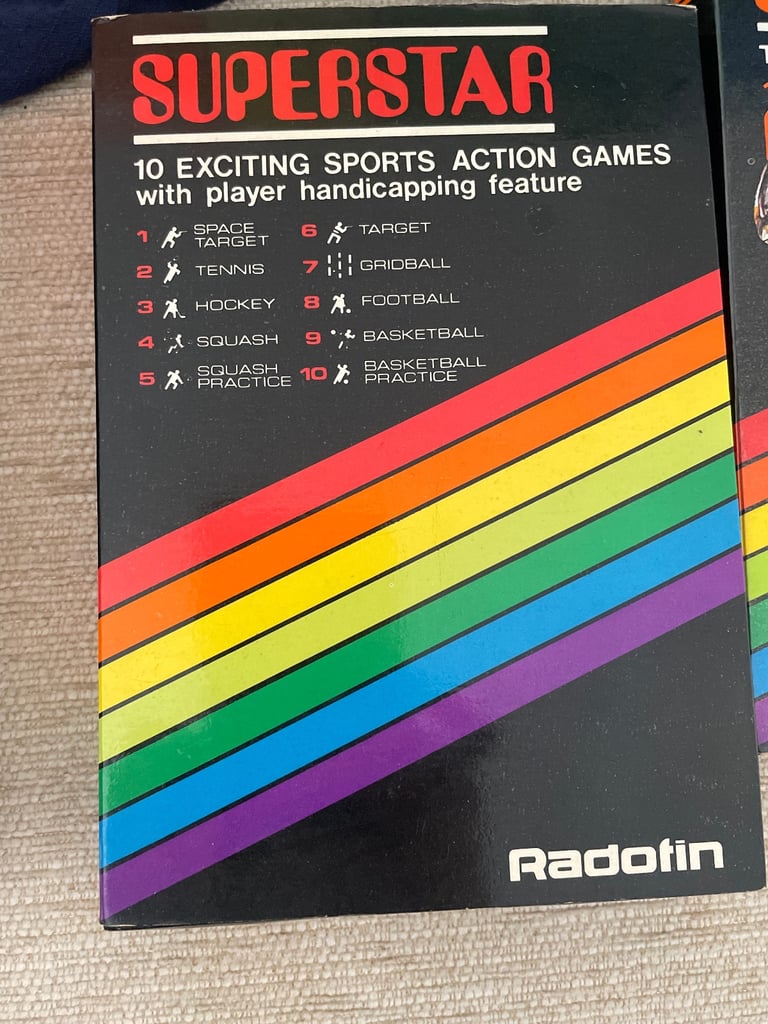 SUPERSTAR
10 EXCITING SPORTS ACTION GAMES
with player handicapping feature
1 SPACE TARGET
2 TENNIS
3 HOCKEY
4 SQUASH
5 SQUASH PRACTICE
6 TARGET
7 GRIDBALL
8 FOOTBALL
9 BASKETBALL
10 BASKETBALL PRACTICE
Radofin